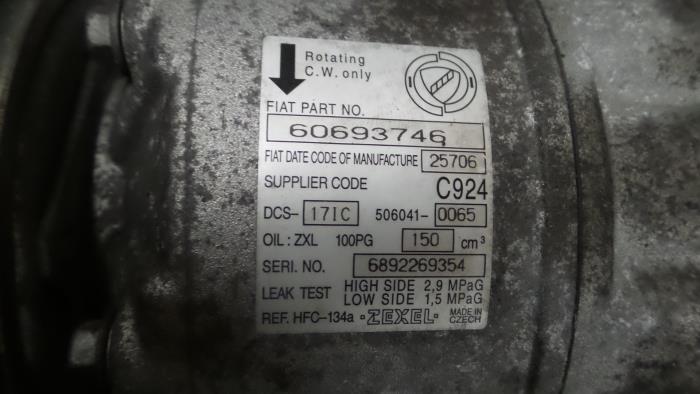 Rotating
C.W. only
FIAT PART NO.
60693746
FIAT DATE CODE OF MANUFACTURE 25706
SUPPLIER CODE C924
DCS- 17IC 506041- 0065
OIL : ZXL 100PG 150 cm³
SERI. NO. 6892269354
LEAK TEST HIGH SIDE 2,9 MPaG
LOW SIDE 1,5 MPaG
REF. HFC-134a ·ZEXEL· MADE IN CZECH